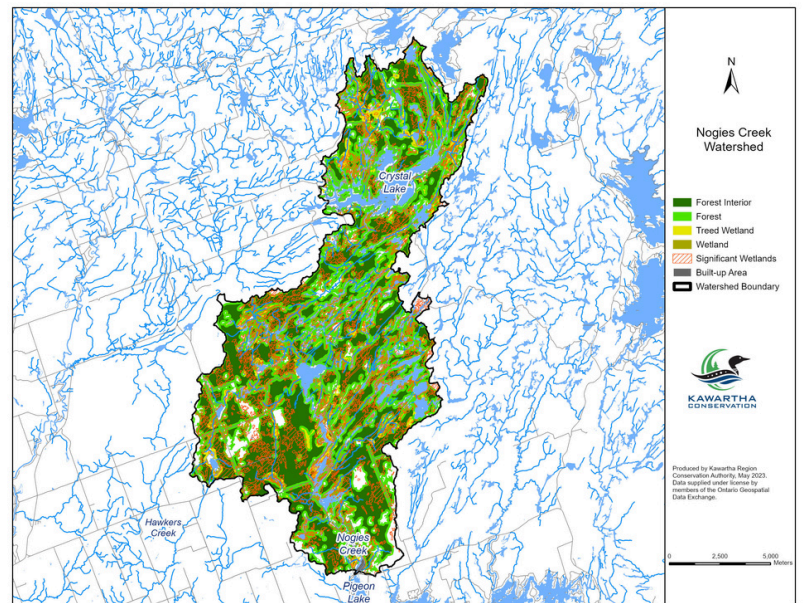 N
Nogies Creek
Watershed
Forest Interior
Forest
Treed Wetland
Wetland
Significant Wetlands
Built-up Area
Watershed Boundary
KAWARTHA
CONSERVATION
Produced by Kawartha Region
Conservation Authority, May 2023.
Data supplied under license by
members of the Ontario Geospatial
Data Exchange.
0 2,500 5,000
Meters
Crystal
Lake
Hawkers
Creek
Nogies
Creek
Pigeon
Lake